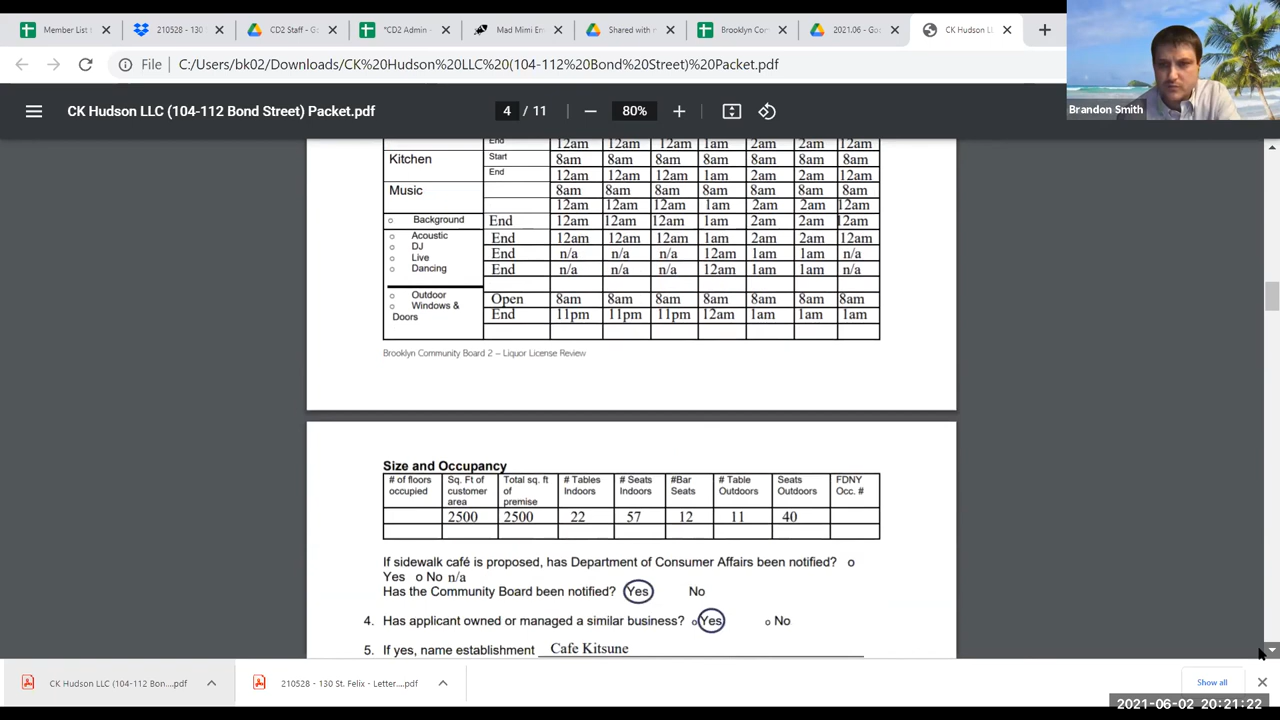 Member List
210528 - 130
CD2 Staff - Go
*CD2 Admin -
Mad Mimi Em
Shared with m
Brooklyn Com
2021.06 - Goo
CK Hudson LL
File C:/Users/bk02/Downloads/CK%20Hudson%20LLC%20(104-112%20Bond%20Street)%20Packet.pdf
Brandon Smith
CK Hudson LLC (104-112 Bond Street) Packet.pdf 4 / 11 80%
End 12am 12am 12am 1am 2am 2am 12am
Kitchen Start 8am 8am 8am 8am 8am 8am 8am
End 12am 12am 12am 1am 2am 2am 12am
Music 8am 8am 8am 8am 8am 8am 8am
12am 12am 12am 1am 2am 2am 12am
o Background End 12am 12am 12am 1am 2am 2am 12am
o Acoustic End 12am 12am 12am 1am 2am 2am 12am
o DJ End n/a n/a n/a 12am 1am 1am n/a
o Live End n/a n/a n/a 12am 1am 1am n/a
o Dancing
o Outdoor Open 8am 8am 8am 8am 8am 8am 8am
o Windows & End 11pm 11pm 11pm 12am 1am 1am 1am
Doors
Brooklyn Community Board 2 – Liquor License Review
Size and Occupancy
# of floors occupied Sq. Ft of customer area Total sq. ft of premise # Tables Indoors # Seats Indoors #Bar Seats # Table Outdoors Seats Outdoors FDNY Occ. #
2500 2500 22 57 12 11 40
If sidewalk café is proposed, has Department of Consumer Affairs been notified? o
Yes o No n/a
Has the Community Board been notified? Yes No
4. Has applicant owned or managed a similar business? o Yes o No
5. If yes, name establishment Cafe Kitsune
CK Hudson LLC (104-112 Bon....pdf
210528 - 130 St. Felix - Letter....pdf
Show all
2021-06-02 20:21:22